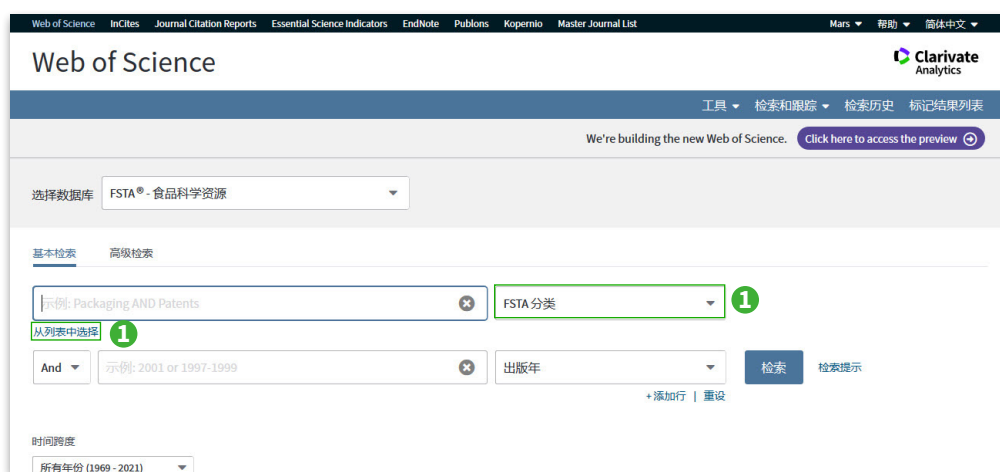 Web of Science InCites Journal Citation Reports Essential Science Indicators EndNote Publons Kopernio Master Journal List Mars 帮助 简体中文
Web of Science
Clarivate
Analytics
工具 检索和跟踪 检索历史 标记结果列表
We're building the new Web of Science. Click here to access the preview
选择数据库 FSTA® - 食品科学资源
基本检索 高级检索
示例: Packaging AND Patents FSTA 分类 1
从列表中选择 1
And 示例: 2001 or 1997-1999 出版年 检索 检索提示
+添加行 | 重设
时间跨度
所有年份 (1969 - 2021)